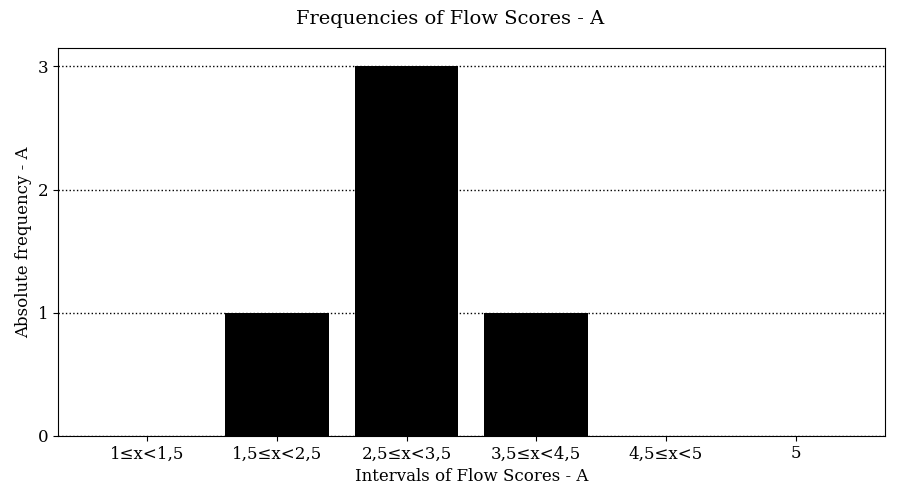 Frequencies of Flow Scores - A
3
2
1
0
Absolute frequency - A
1≤x<1,5 1,5≤x<2,5 2,5≤x<3,5 3,5≤x<4,5 4,5≤x<5 5
Intervals of Flow Scores - A